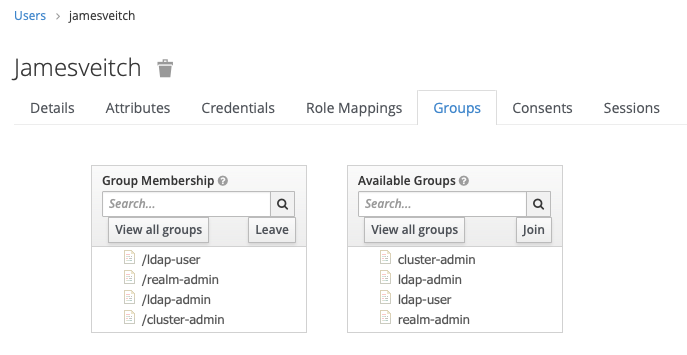 Users > jamesveitch
Jamesveitch
Details Attributes Credentials Role Mappings Groups Consents Sessions
Group Membership ?
Search...
View all groups Leave
/ldap-user
/realm-admin
/ldap-admin
/cluster-admin
Available Groups ?
Search...
View all groups Join
cluster-admin
ldap-admin
ldap-user
realm-admin